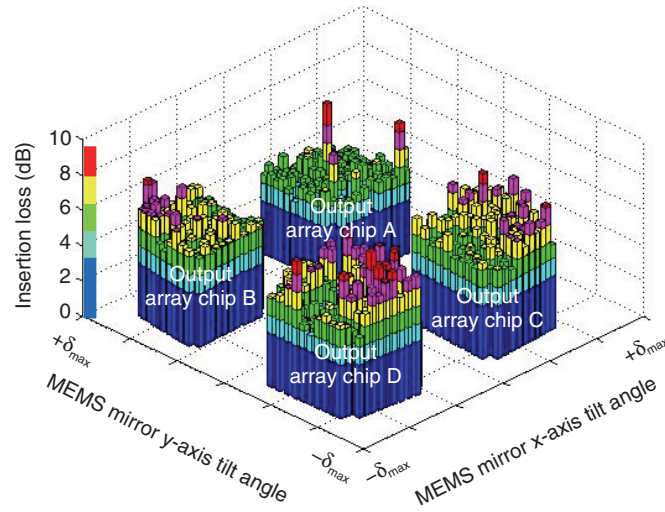 10
8
6
4
2
0
Insertion loss (dB)
Output
array chip A
Output
array chip B
Output
array chip C
Output
array chip D
+δmax
MEMS mirror y-axis tilt angle
−δmax
−δmax
MEMS mirror x-axis tilt angle
+δmax